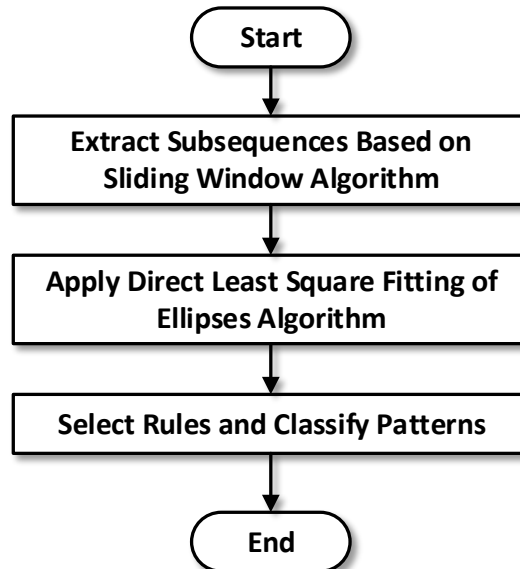 Start
Extract Subsequences Based on
Sliding Window Algorithm
Apply Direct Least Square Fitting of
Ellipses Algorithm
Select Rules and Classify Patterns
End